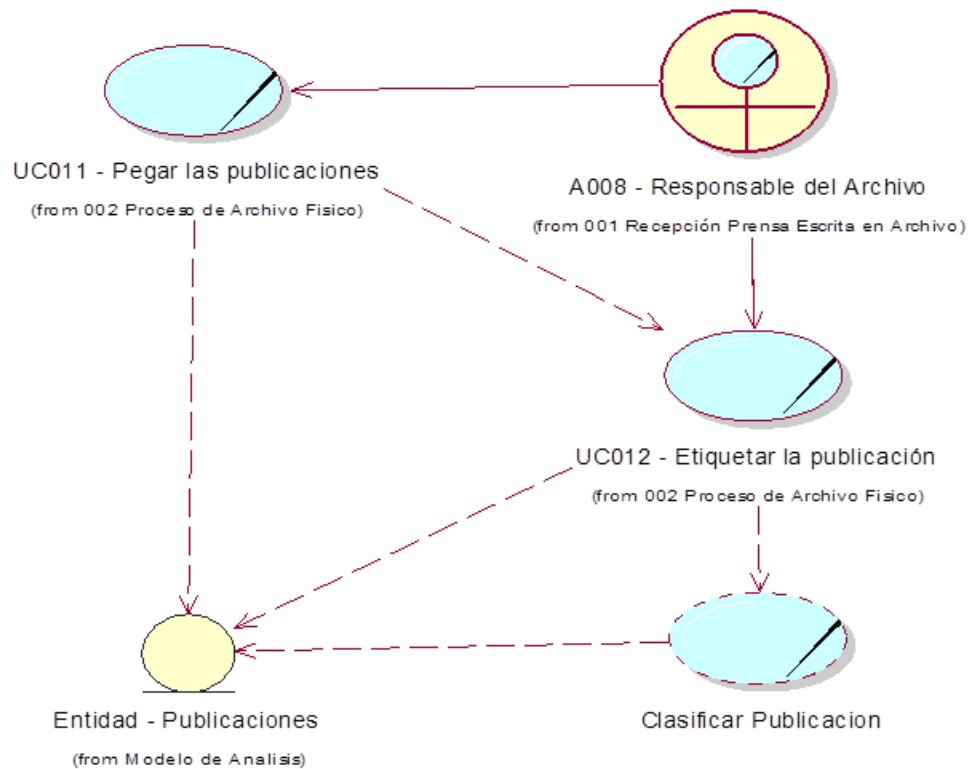 UC011 - Pegar las publicaciones
(from 002 Proceso de Archivo Fisico)
A008 - Responsable del Archivo
(from 001 Recepción Prensa Escrita en Archivo)
UC012 - Etiquetar la publicación
(from 002 Proceso de Archivo Fisico)
Entidad - Publicaciones
(from Modelo de Analisis)
Clasificar Publicacion